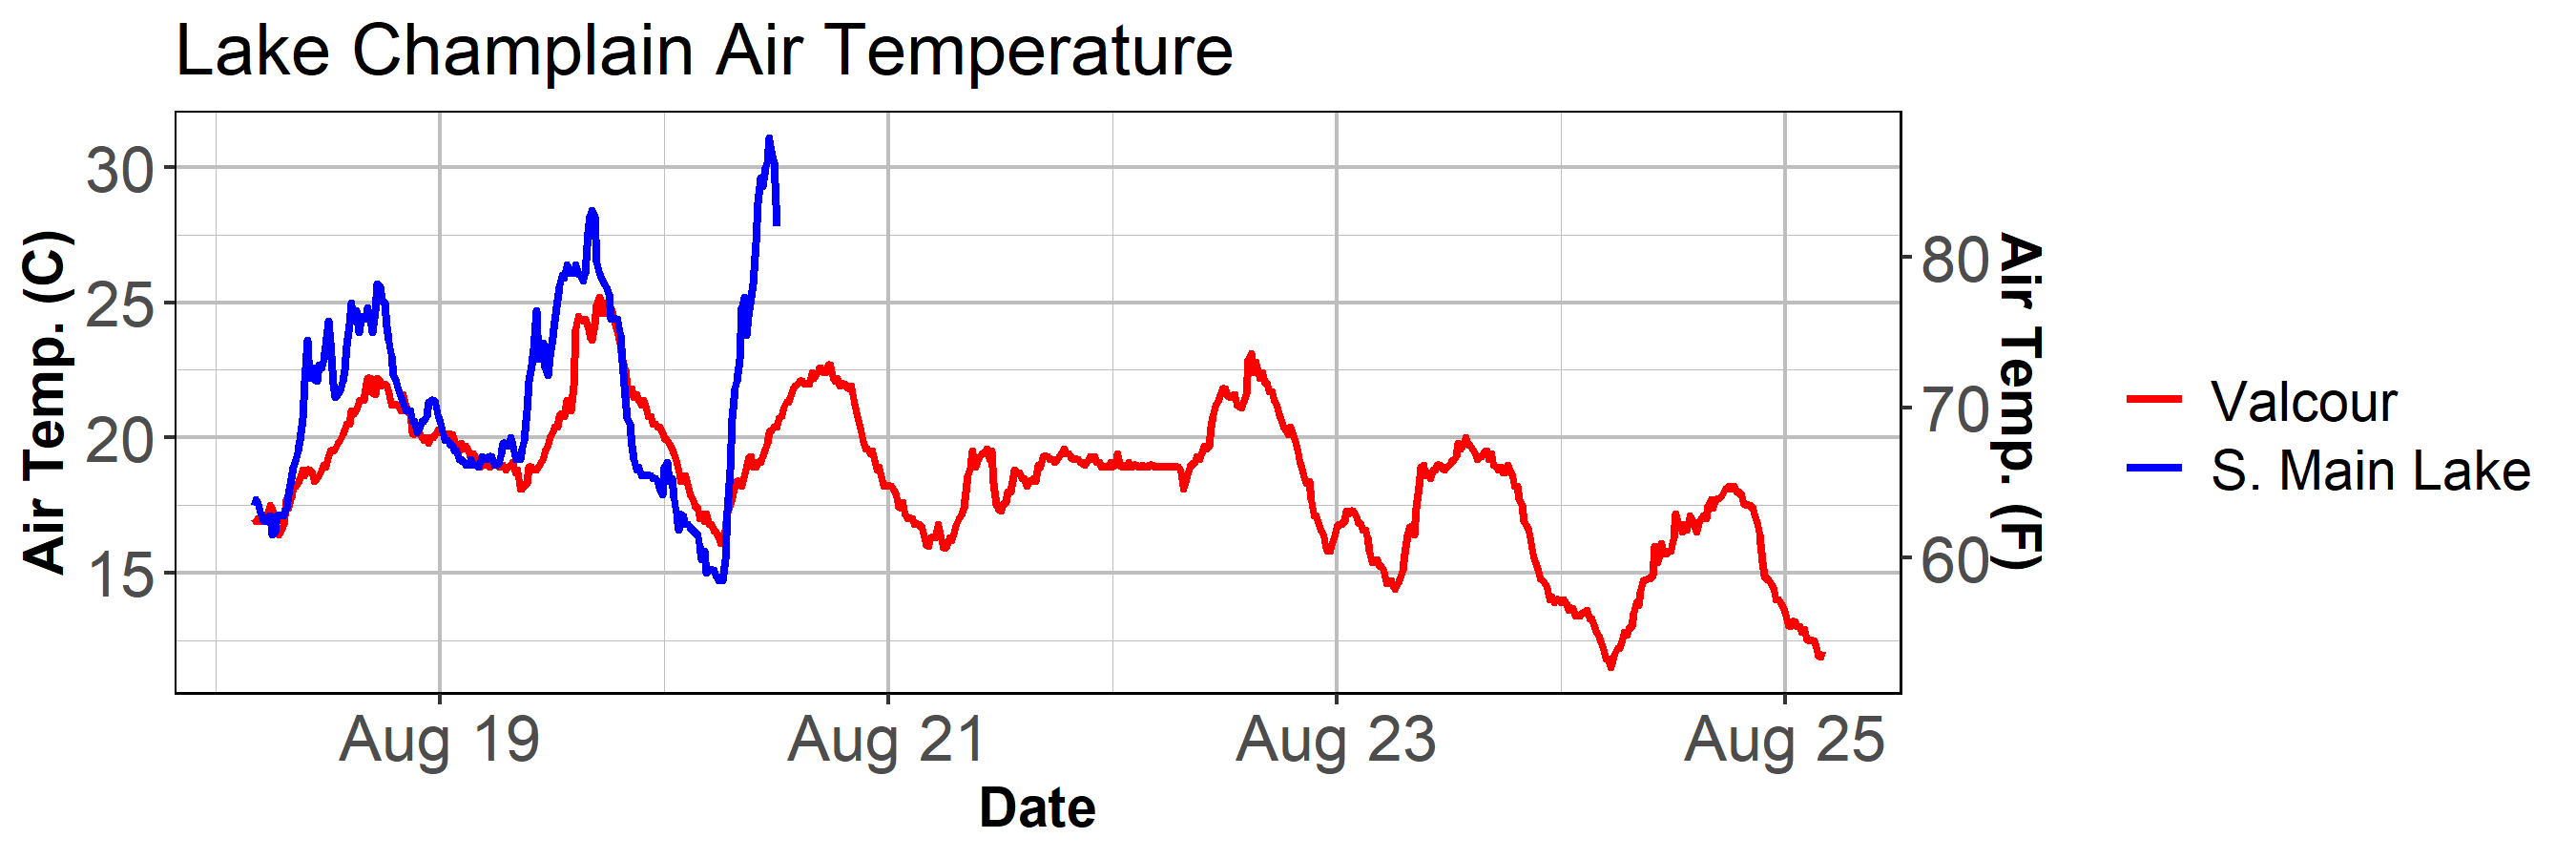 Lake Champlain Air Temperature
Air Temp. (C)
30
25
20
15
80
70
60
Air Temp. (F)
Aug 19
Aug 21
Aug 23
Aug 25
Date
Valcour
S. Main Lake